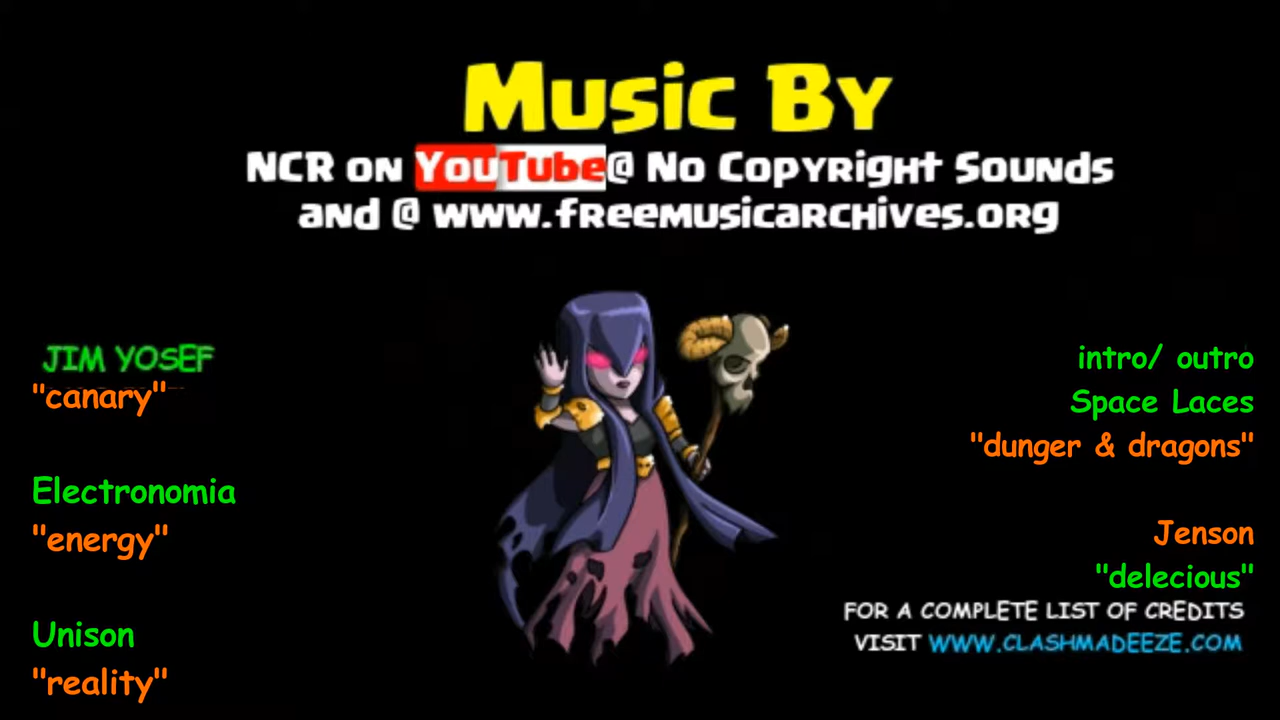 Music By
NCR on YouTube@ No Copyright Sounds
and @ www.freemusicarchives.org
JIM YOSEF
"canary"
Electronomia
"energy"
Unison
"reality"
intro/ outro
Space Laces
"dunger & dragons"
Jenson
"delecious"
FOR A COMPLETE LIST OF CREDITS
VISIT WWW.CLASHMADEEZE.COM